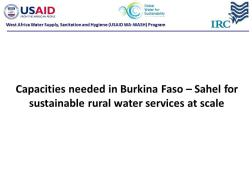 USAID
FROM THE AMERICAN PEOPLE
Global
Water for
Sustainability
West Africa Water Supply, Sanitation and Hygiene (USAID WA-WASH) Program
IRC
Capacities needed in Burkina Faso – Sahel for
sustainable rural water services at scale